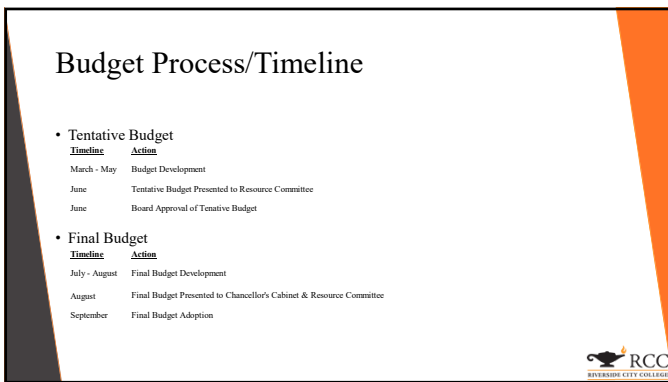 Budget Process/Timeline
• Tentative Budget
Timeline Action
March - May Budget Development
June Tentative Budget Presented to Resource Committee
June Board Approval of Tenative Budget
• Final Budget
Timeline Action
July - August Final Budget Development
August Final Budget Presented to Chancellor's Cabinet & Resource Committee
September Final Budget Adoption
RCC
RIVERSIDE CITY COLLEGE